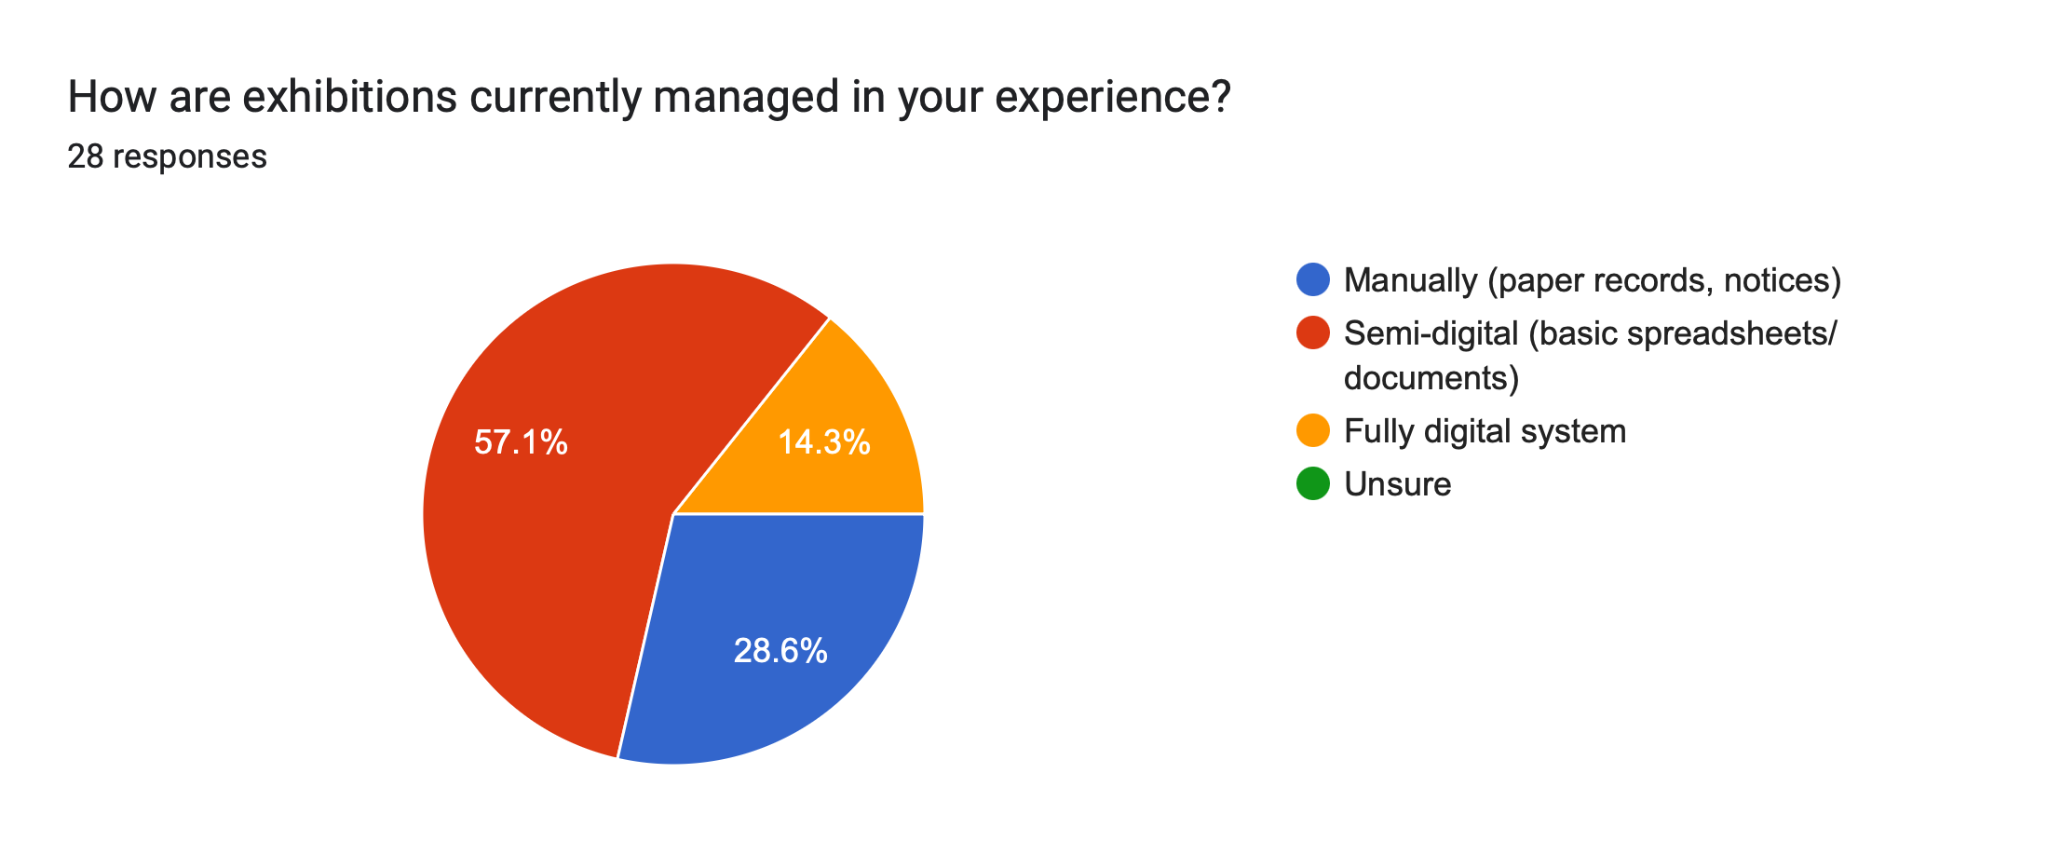 How are exhibitions currently managed in your experience?
28 responses
57.1%
14.3%
28.6%
Manually (paper records, notices)
Semi-digital (basic spreadsheets/
documents)
Fully digital system
Unsure